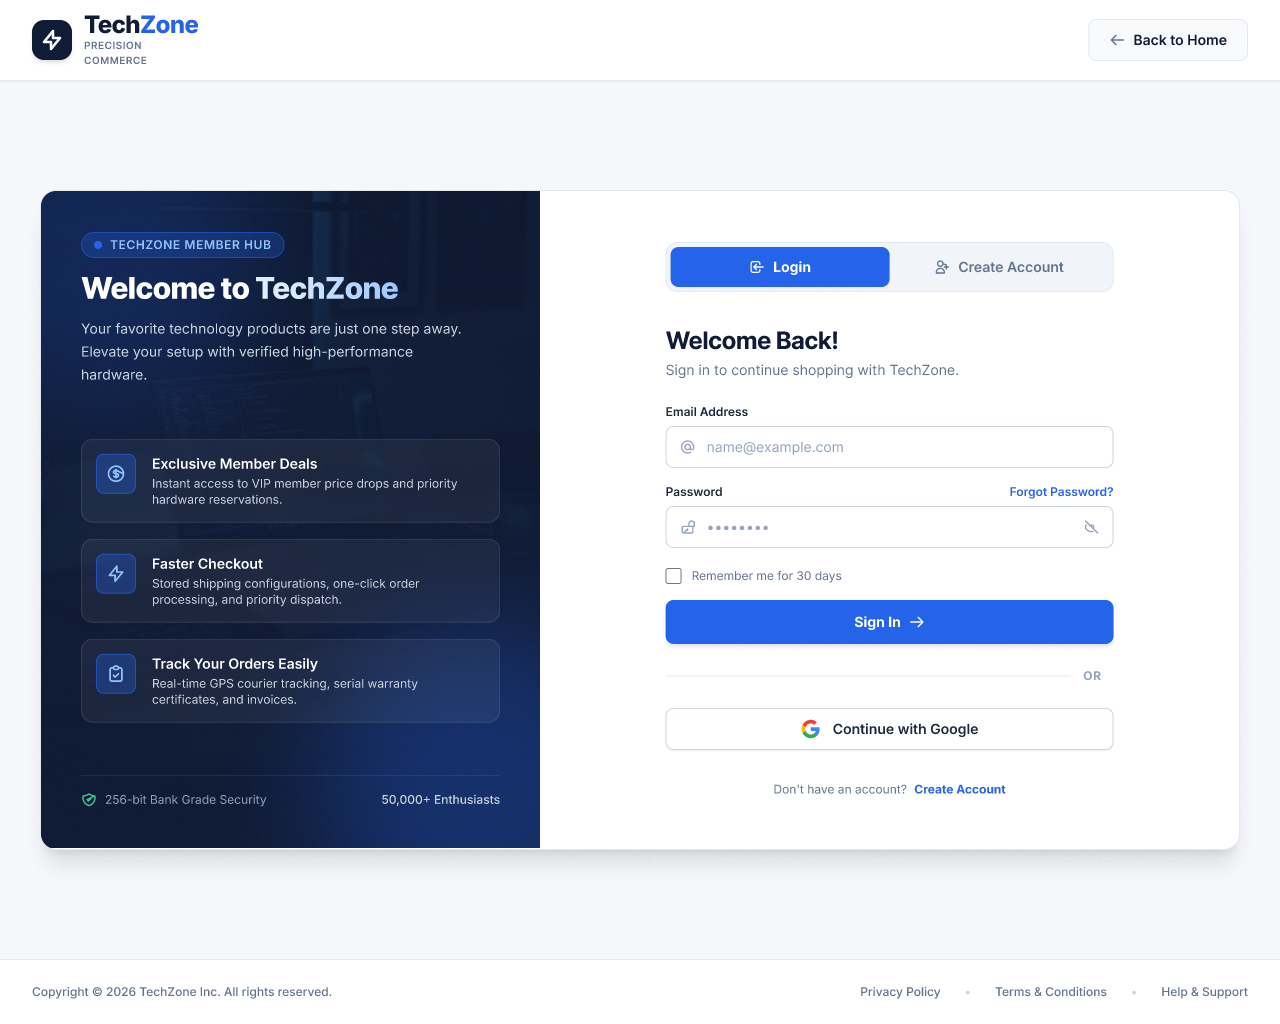 TechZone
PRECISION
COMMERCE
Back to Home
TECHZONE MEMBER HUB
Welcome to TechZone
Your favorite technology products are just one step away.
Elevate your setup with verified high-performance
hardware.
Exclusive Member Deals
Instant access to VIP member price drops and priority
hardware reservations.
Faster Checkout
Stored shipping configurations, one-click order
processing, and priority dispatch.
Track Your Orders Easily
Real-time GPS courier tracking, serial warranty
certificates, and invoices.
256-bit Bank Grade Security
50,000+ Enthusiasts
Login
Create Account
Welcome Back!
Sign in to continue shopping with TechZone.
Email Address
name@example.com
Password
Forgot Password?
••••••••
Remember me for 30 days
Sign In
OR
Continue with Google
Don't have an account? Create Account
Copyright © 2026 TechZone Inc. All rights reserved.
Privacy Policy • Terms & Conditions • Help & Support